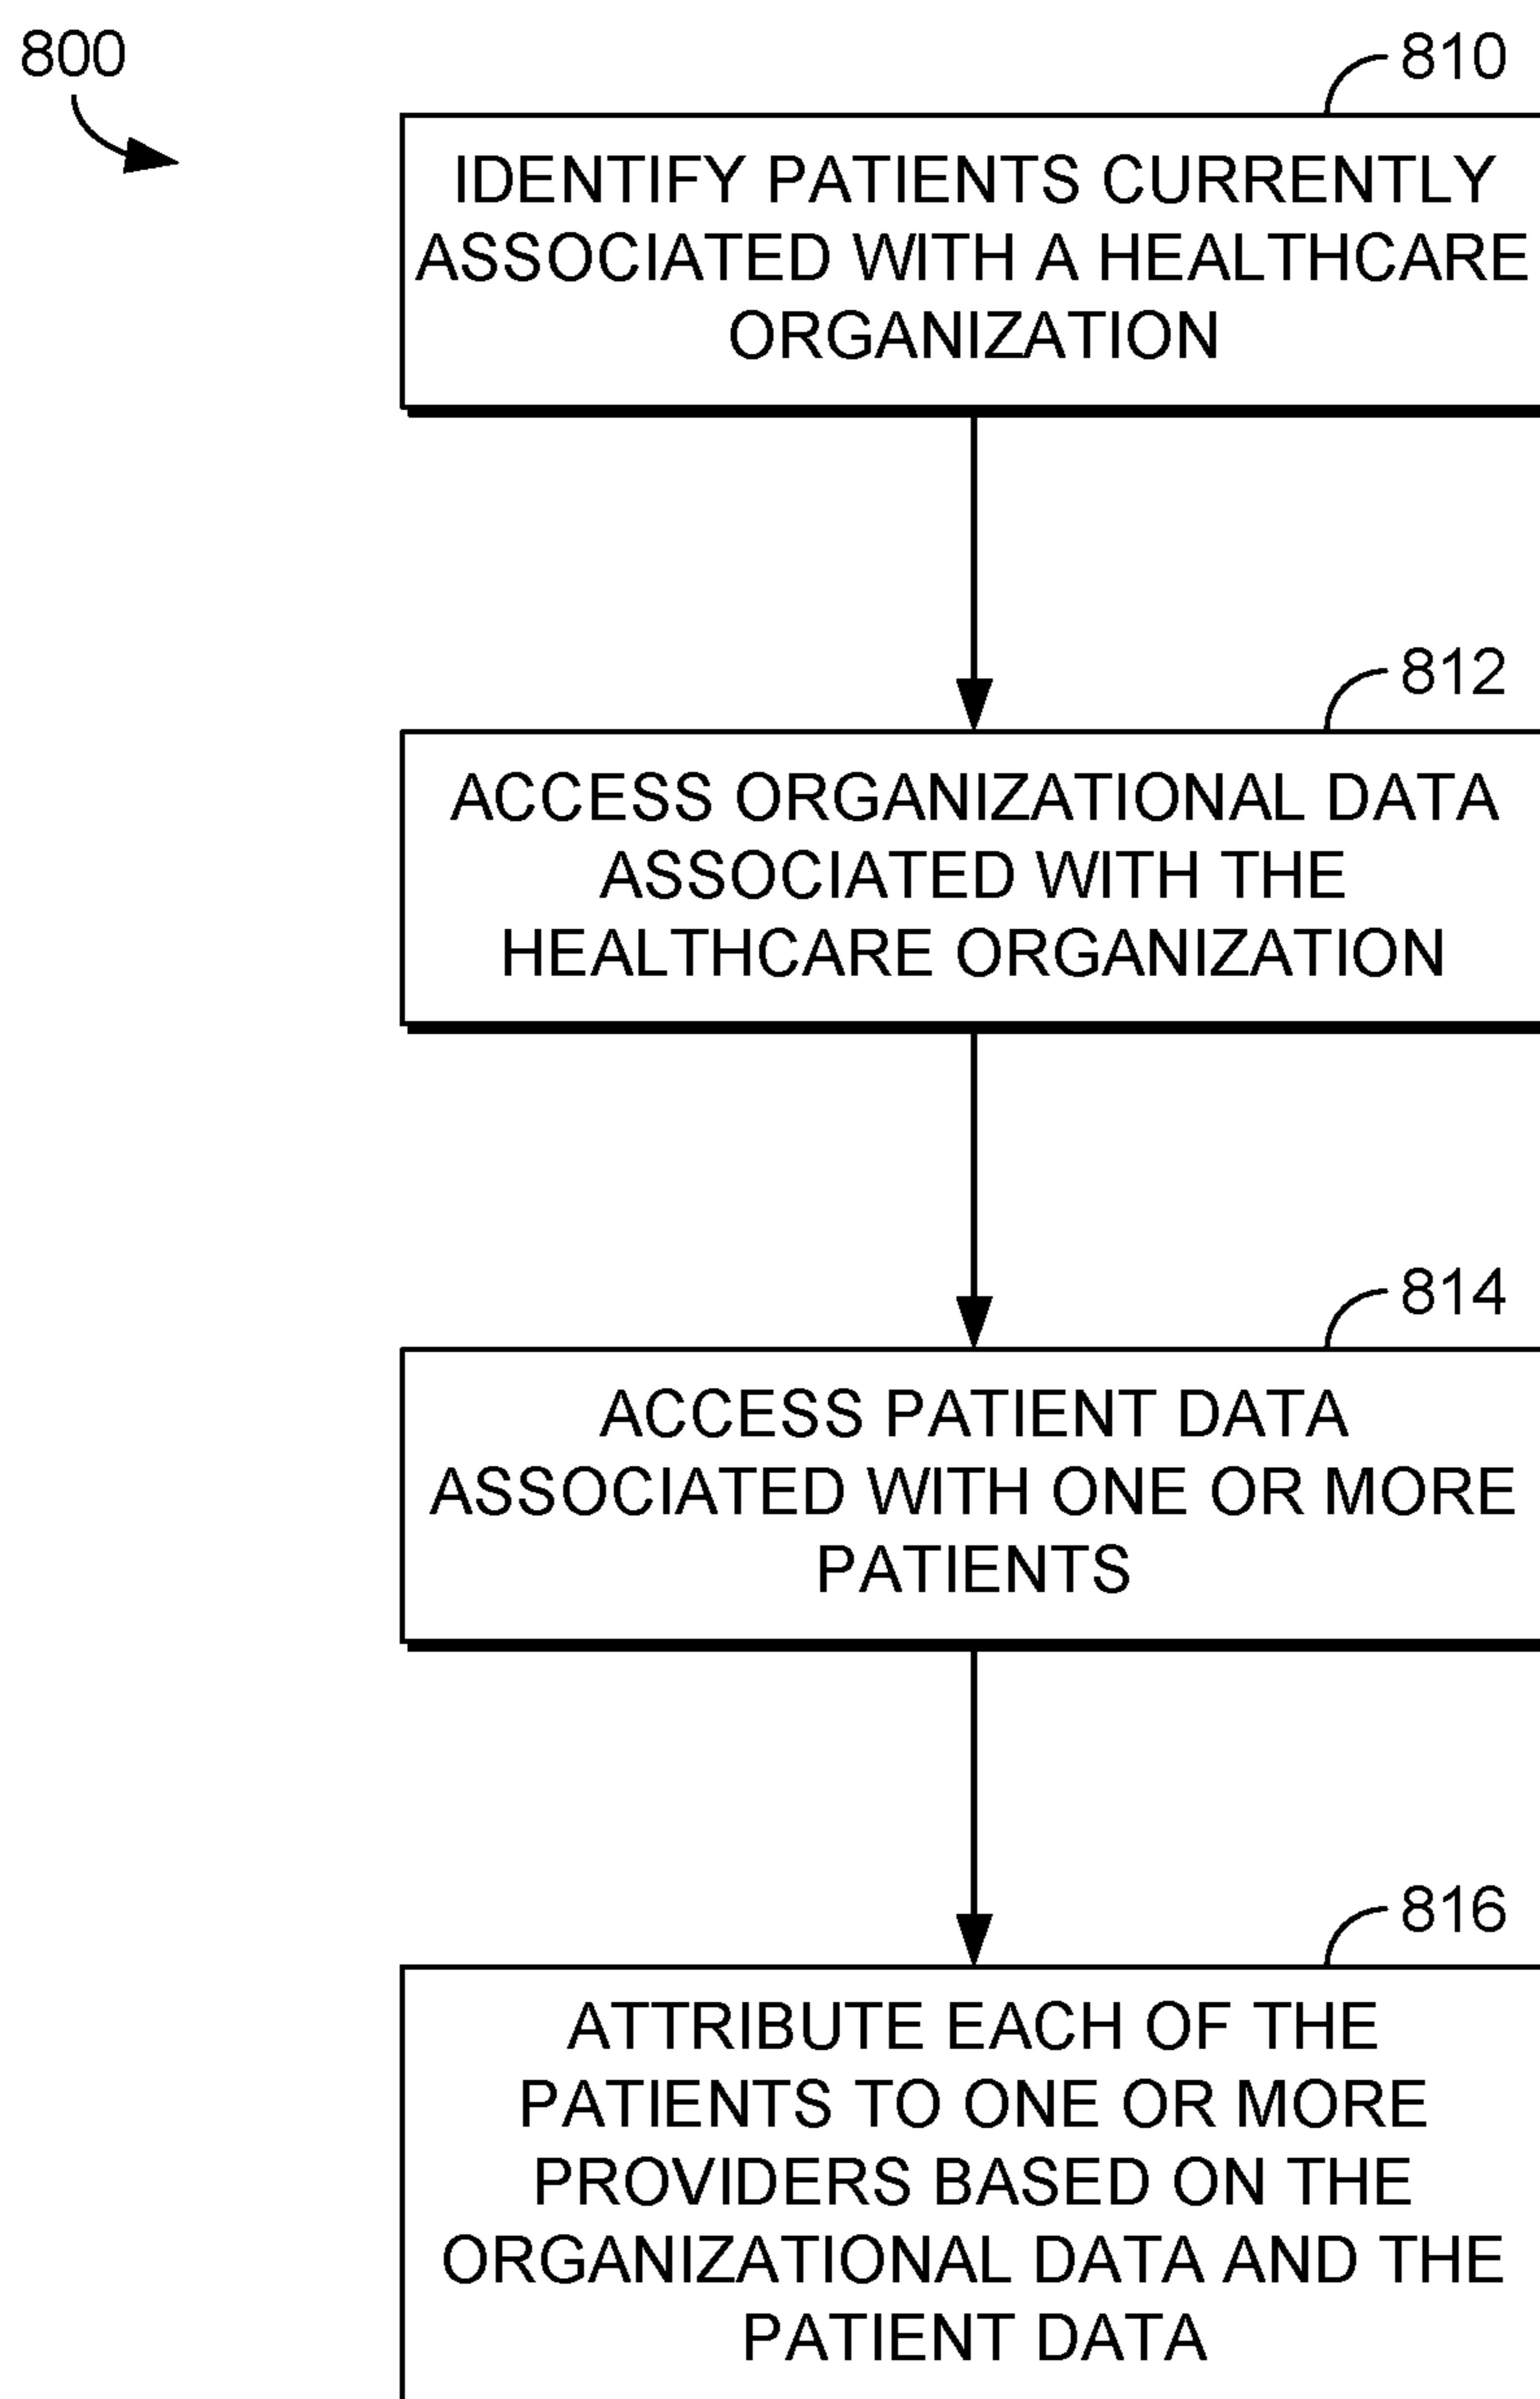 800
810
IDENTIFY PATIENTS CURRENTLY
ASSOCIATED WITH A HEALTHCARE
ORGANIZATION
812
ACCESS ORGANIZATIONAL DATA
ASSOCIATED WITH THE
HEALTHCARE ORGANIZATION
814
ACCESS PATIENT DATA
ASSOCIATED WITH ONE OR MORE
PATIENTS
816
ATTRIBUTE EACH OF THE
PATIENTS TO ONE OR MORE
PROVIDERS BASED ON THE
ORGANIZATIONAL DATA AND THE
PATIENT DATA